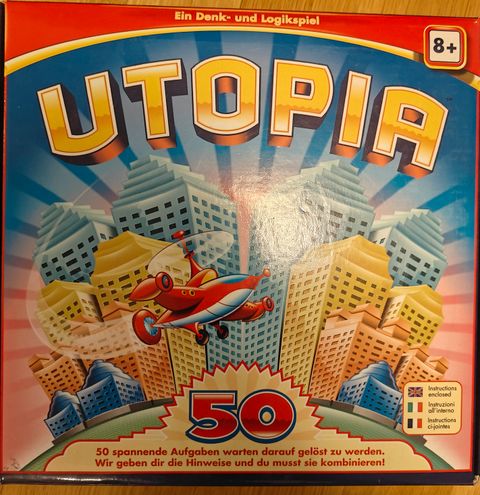 Ein Denk- und Logikspiel
8+
UTOPIA
Instructions
enclosed
Instruzioni
all'interno
Instructions
ci-jointes
50
50 spannende Aufgaben warten darauf gelöst zu werden.
Wir geben dir die Hinweise und du musst sie kombinieren!